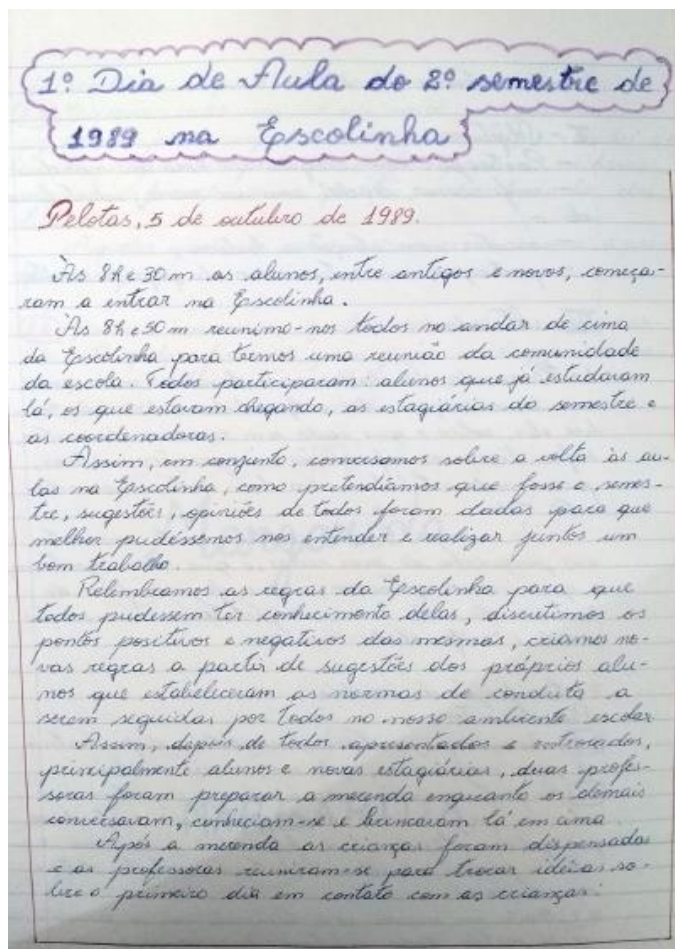 1º Dia de Aula do 2º semestre de
1989 na Escolinha
Pelotas, 5 de outubro de 1989.
Às 8h e 30m os alunos, entre antigos e novos, começa-
ram a entrar na Escolinha.
Às 8h e 50m reunimo-nos todos no andar de cima
da Escolinha para termos uma reunião da comunidade
da escola. Todos participaram: alunos que já estudaram
lá, os que estavam chegando, as estagiárias do semestre e
as coordenadoras.
Assim, em conjunto, conversamos sobre a volta às au-
las na Escolinha, como pretendíamos que fosse o semes-
tre, sugestões, opiniões de todos foram dadas para que
melhor pudéssemos nos entender e realizar juntos um
bom trabalho.
Relembramos as regras da Escolinha para que
todos pudessem ter conhecimento delas, discutimos os
pontos positivos e negativos das mesmas, criamos no-
vas regras a partir de sugestões dos próprios alu-
nos que estabeleceram as normas de conduta a
serem seguidas por todos no nosso ambiente escolar.
Assim, depois de todos apresentados e entrosados,
principalmente alunos e novas estagiárias, duas profes-
soras foram preparar a merenda enquanto os demais
conversavam, conheciam-se e brincavam lá em cima.
Após a merenda as crianças foram dispensadas
e as professoras reuniram-se para trocar idéias so-
bre o primeiro dia em contato com as crianças.